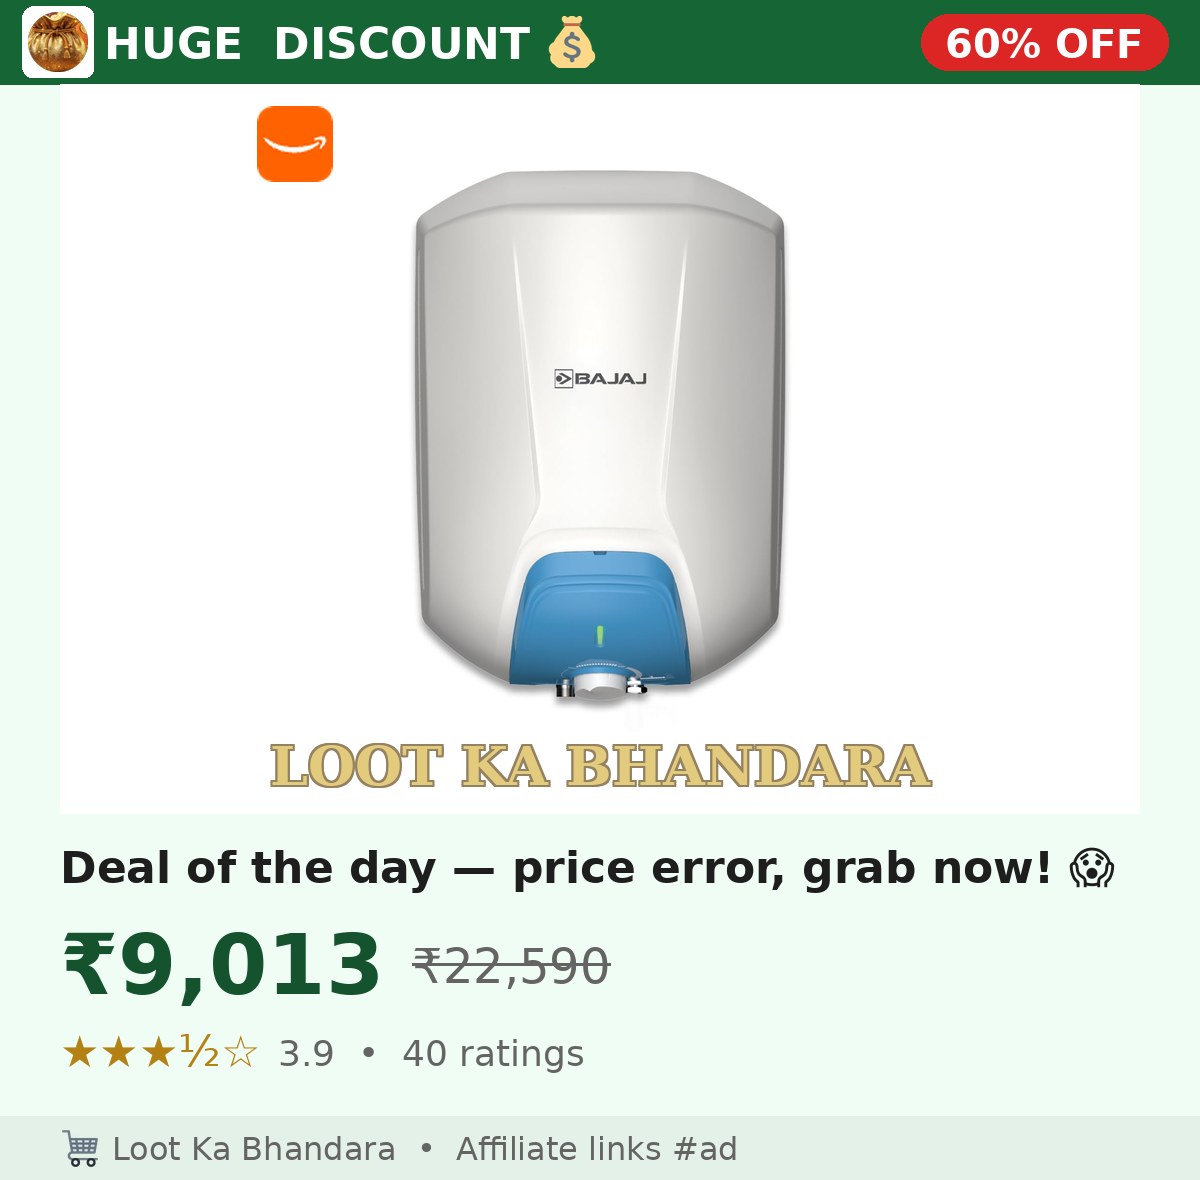 HUGE DISCOUNT 💰
60% OFF
BAJAJ
LOOT KA BHANDARA
Deal of the day — price error, grab now! 😱
₹9,013 ₹22,590
★★★½☆ 3.9 • 40 ratings
🛒 Loot Ka Bhandara • Affiliate links #ad